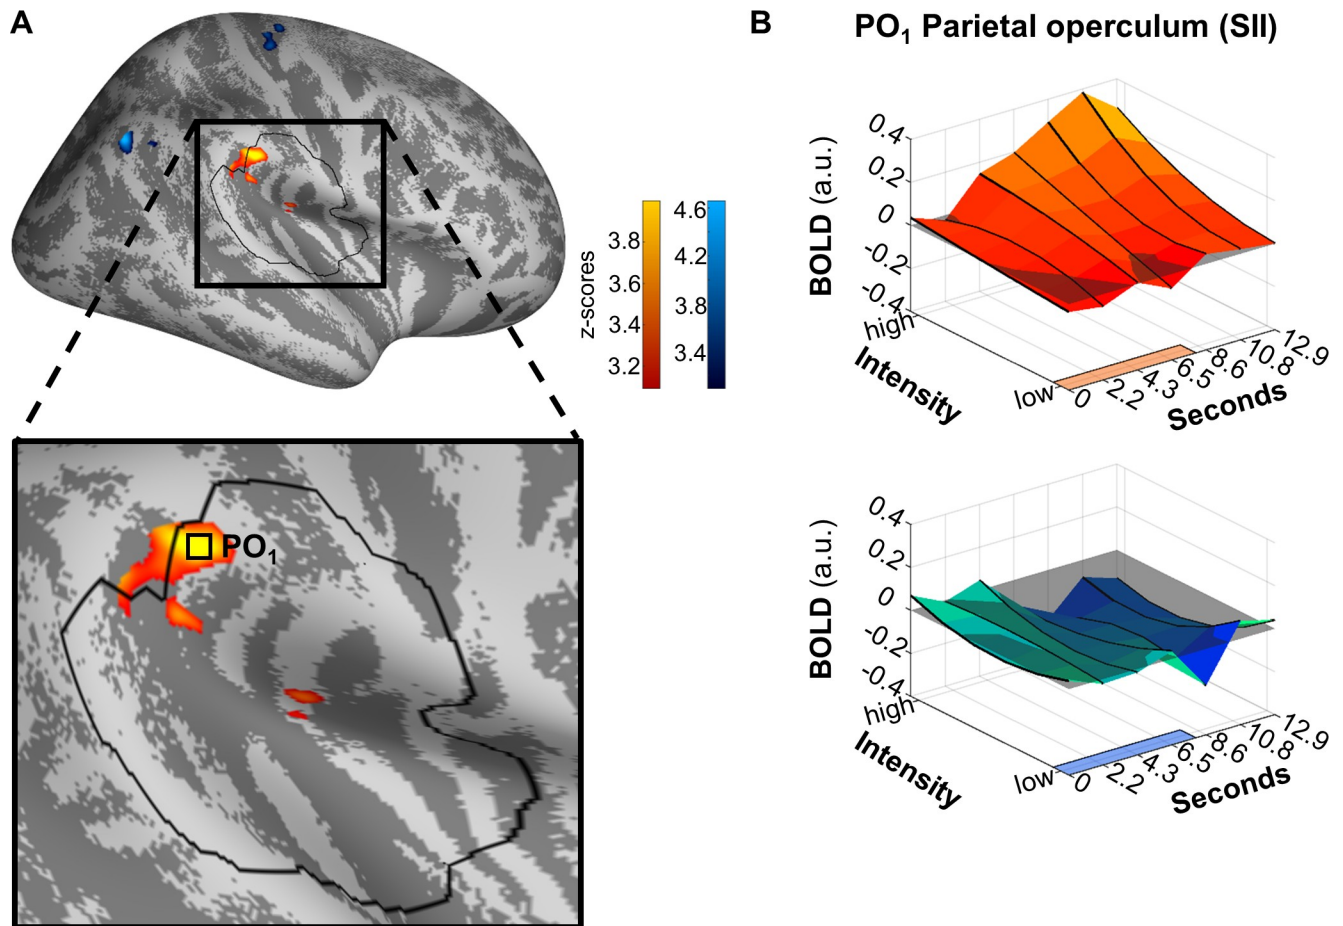 A
B
PO1 Parietal operculum (SII)
z-scores
3.8
3.6
3.4
3.2
4.6
4.2
3.8
3.4
PO1
BOLD (a.u.)
0.4
0.2
0
-0.2
-0.4
high
Intensity
low
0
2.2
4.3
6.5
8.6
10.8
12.9
Seconds
BOLD (a.u.)
0.4
0.2
0
-0.2
-0.4
high
Intensity
low
0
2.2
4.3
6.5
8.6
10.8
12.9
Seconds